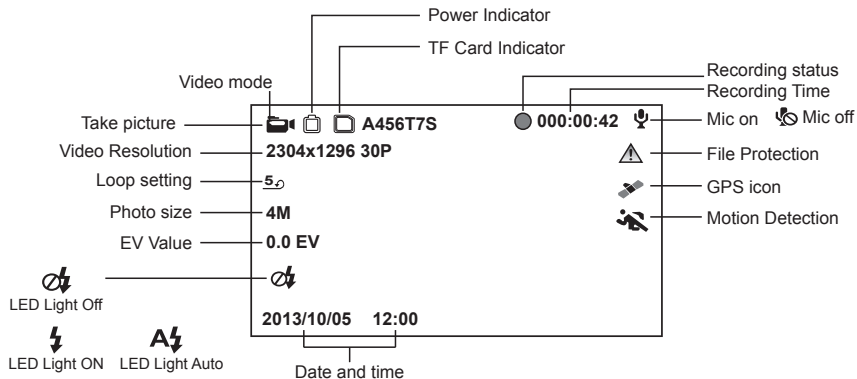 Power Indicator
TF Card Indicator
Video mode
Recording status
Recording Time
Take picture
A456T7S
000:00:42
Mic on
Mic off
Video Resolution
2304x1296 30P
File Protection
Loop setting
5
GPS icon
Photo size
4M
Motion Detection
EV Value
0.0 EV
LED Light Off
2013/10/05 12:00
A
LED Light ON
LED Light Auto
Date and time